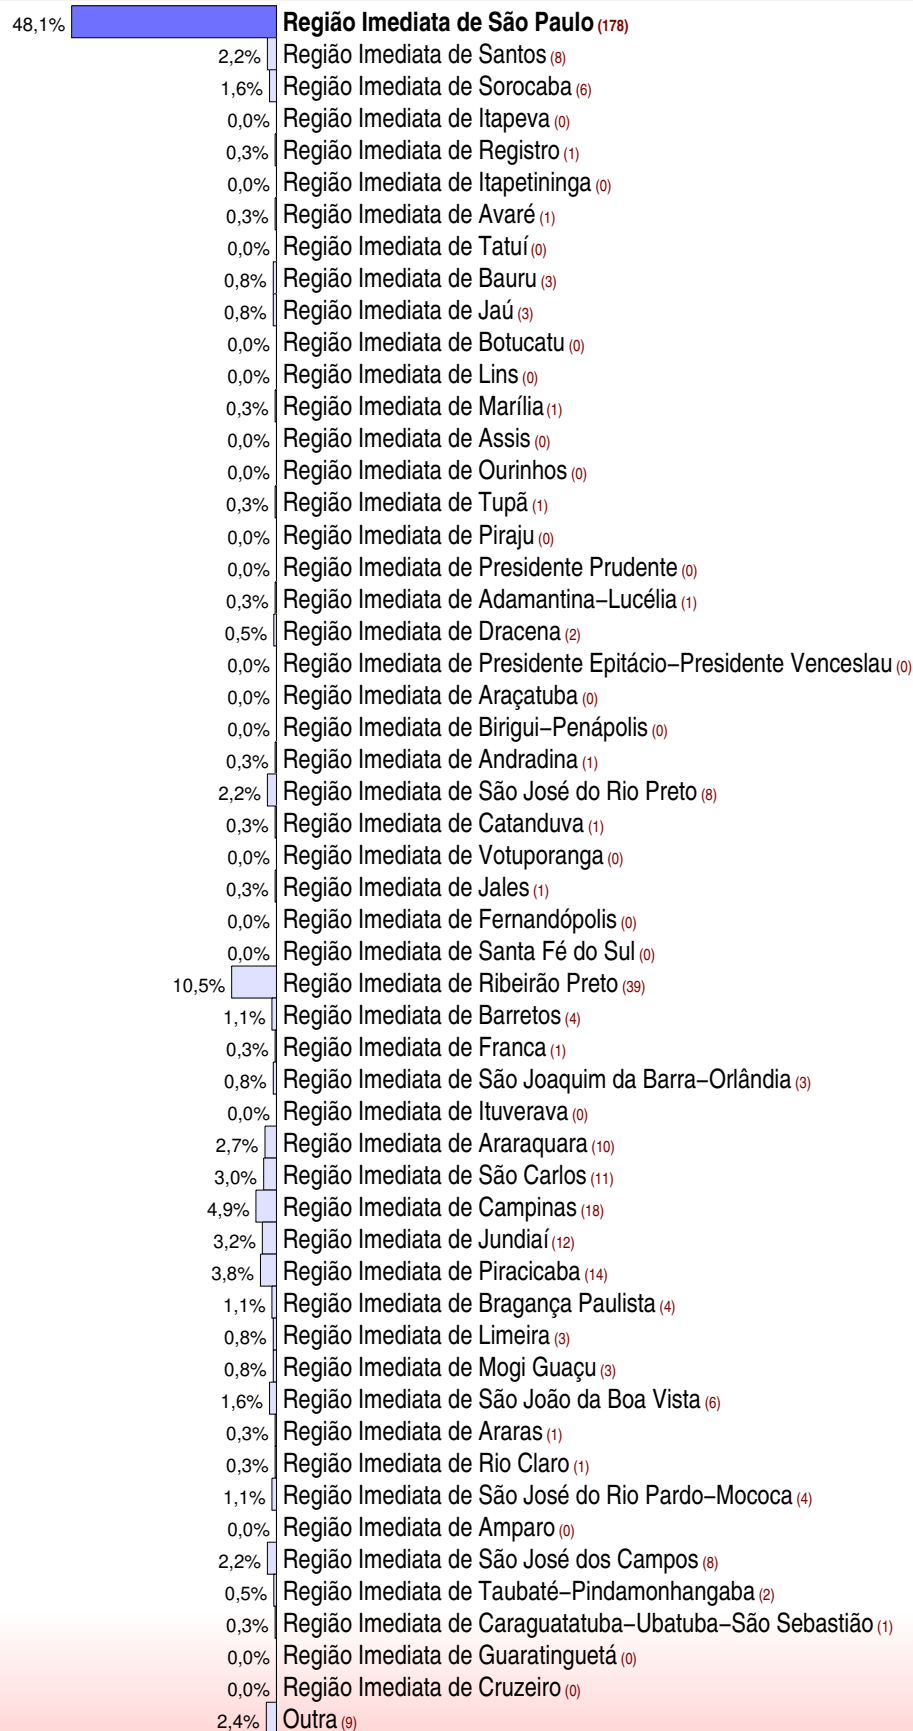 48,1% Região Imediata de São Paulo (178)
2,2% Região Imediata de Santos (8)
1,6% Região Imediata de Sorocaba (6)
0,0% Região Imediata de Itapeva (0)
0,3% Região Imediata de Registro (1)
0,0% Região Imediata de Itapetininga (0)
0,3% Região Imediata de Avaré (1)
0,0% Região Imediata de Tatuí (0)
0,8% Região Imediata de Bauru (3)
0,8% Região Imediata de Jaú (3)
0,0% Região Imediata de Botucatu (0)
0,0% Região Imediata de Lins (0)
0,3% Região Imediata de Marília (1)
0,0% Região Imediata de Assis (0)
0,0% Região Imediata de Ourinhos (0)
0,3% Região Imediata de Tupã (1)
0,0% Região Imediata de Piraju (0)
0,0% Região Imediata de Presidente Prudente (0)
0,3% Região Imediata de Adamantina−Lucélia (1)
0,5% Região Imediata de Dracena (2)
0,0% Região Imediata de Presidente Epitácio−Presidente Venceslau (0)
0,0% Região Imediata de Araçatuba (0)
0,0% Região Imediata de Birigui−Penápolis (0)
0,3% Região Imediata de Andradina (1)
2,2% Região Imediata de São José do Rio Preto (8)
0,3% Região Imediata de Catanduva (1)
0,0% Região Imediata de Votuporanga (0)
0,3% Região Imediata de Jales (1)
0,0% Região Imediata de Fernandópolis (0)
0,0% Região Imediata de Santa Fé do Sul (0)
10,5% Região Imediata de Ribeirão Preto (39)
1,1% Região Imediata de Barretos (4)
0,3% Região Imediata de Franca (1)
0,8% Região Imediata de São Joaquim da Barra−Orlândia (3)
0,0% Região Imediata de Ituverava (0)
2,7% Região Imediata de Araraquara (10)
3,0% Região Imediata de São Carlos (11)
4,9% Região Imediata de Campinas (18)
3,2% Região Imediata de Jundiaí (12)
3,8% Região Imediata de Piracicaba (14)
1,1% Região Imediata de Bragança Paulista (4)
0,8% Região Imediata de Limeira (3)
0,8% Região Imediata de Mogi Guaçu (3)
1,6% Região Imediata de São João da Boa Vista (6)
0,3% Região Imediata de Araras (1)
0,3% Região Imediata de Rio Claro (1)
1,1% Região Imediata de São José do Rio Pardo−Mococa (4)
0,0% Região Imediata de Amparo (0)
2,2% Região Imediata de São José dos Campos (8)
0,5% Região Imediata de Taubaté−Pindamonhangaba (2)
0,3% Região Imediata de Caraguatatuba−Ubatuba−São Sebastião (1)
0,0% Região Imediata de Guaratinguetá (0)
0,0% Região Imediata de Cruzeiro (0)
2,4% Outra (9)